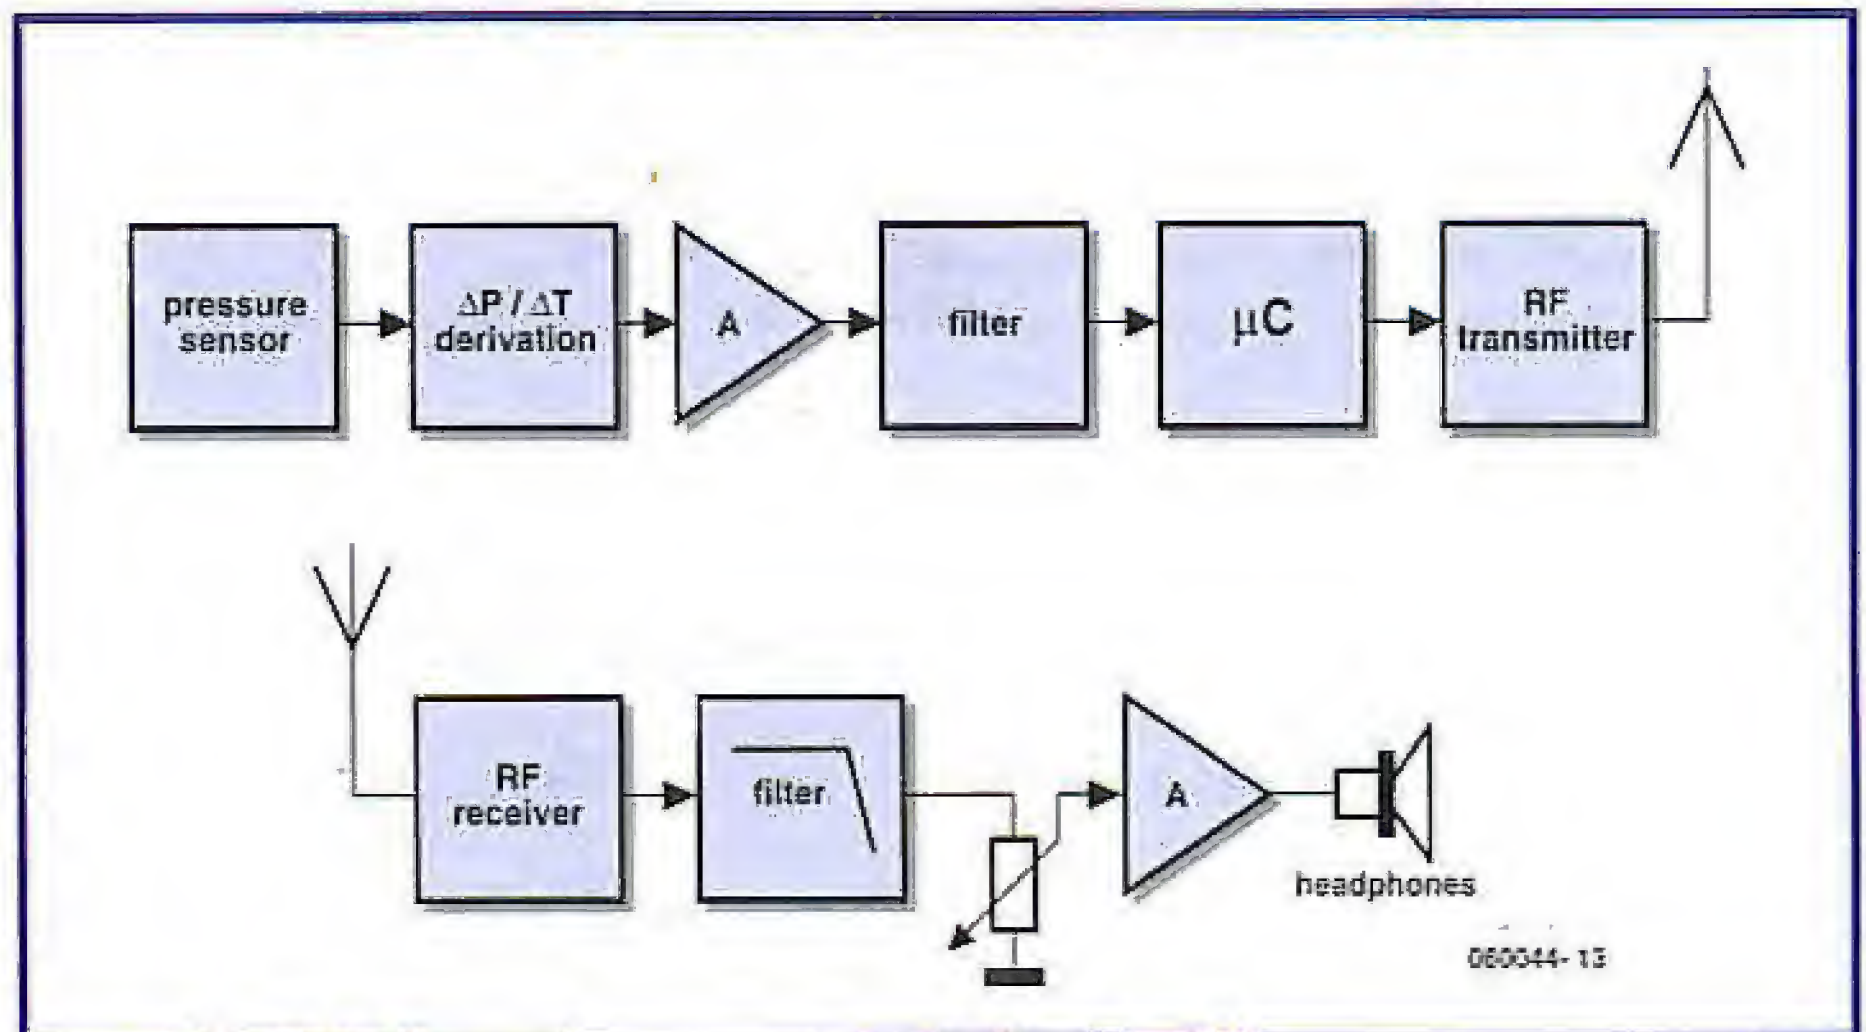 pressure
sensor
ΔP / ΔT
derivation
A
filter
µC
RF
transmitter
RF
receiver
filter
A
headphones
060044- 13